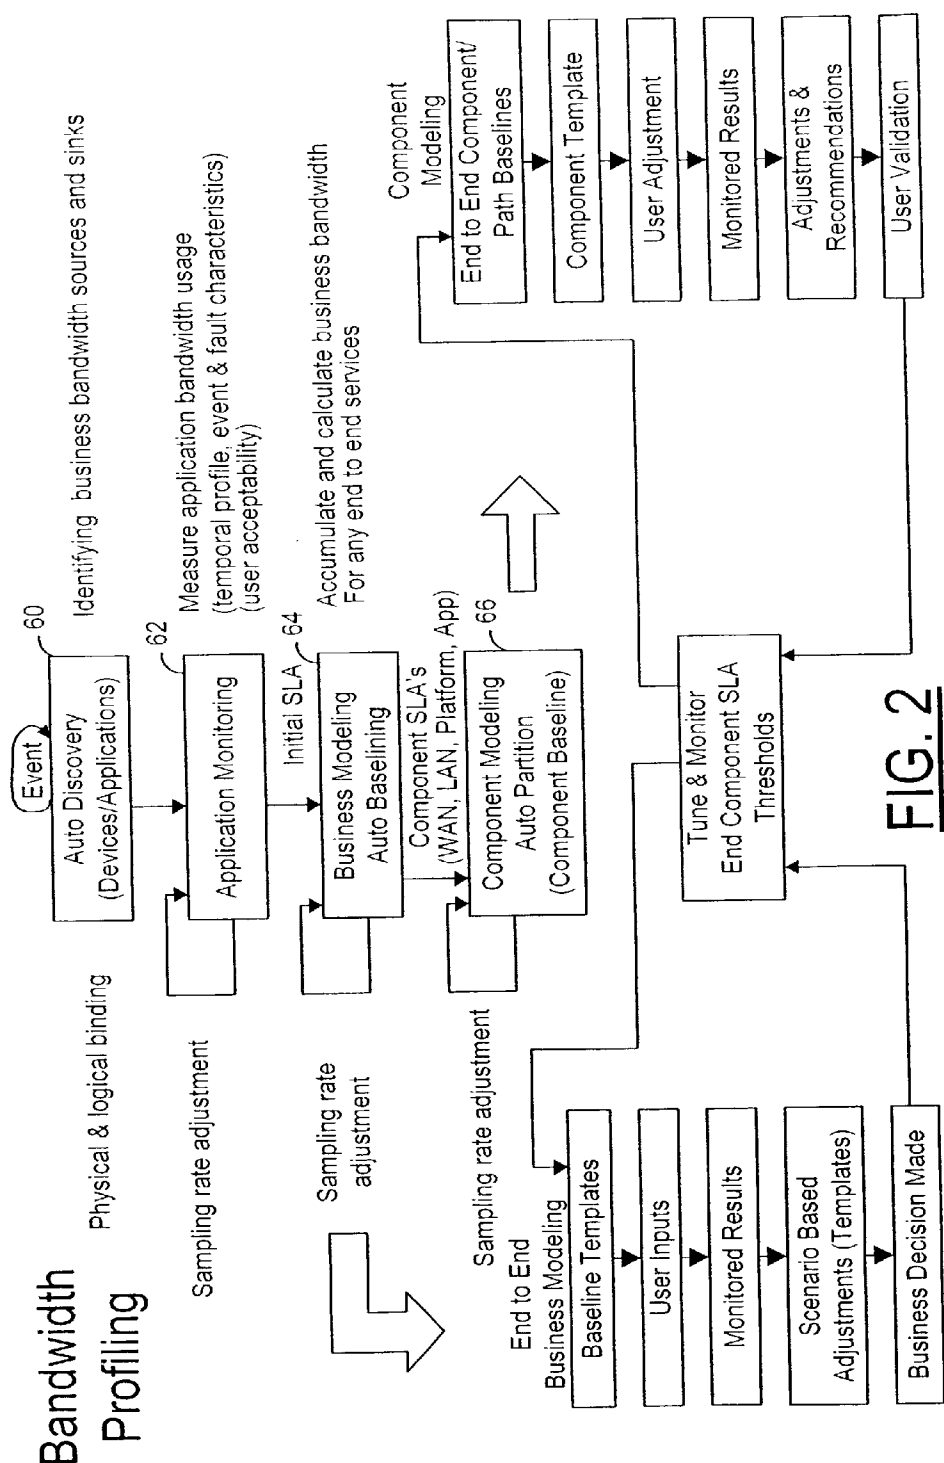 Bandwidth
Profiling
Event
60
Auto Discovery
(Devices/Applications)
Physical & logical binding
Identifying business bandwidth sources and sinks
62
Application Monitoring
Sampling rate adjustment
Measure application bandwidth usage
(temporal profile, event & fault characteristics)
(user acceptability)
Initial SLA
64
Business Modeling
Auto Baselining
Sampling rate
adjustment
Accumulate and calculate business bandwidth
For any end to end services
Component SLA's
(WAN, LAN, Platform, App)
66
Component Modeling
Auto Partition
(Component Baseline)
Sampling rate adjustment
End to End
Business Modeling
Baseline Templates
User Inputs
Monitored Results
Scenario Based
Adjustments (Templates)
Business Decision Made
Tune & Monitor
End Component SLA
Thresholds
Component
Modeling
End to End Component/
Path Baselines
Component Template
User Adjustment
Monitored Results
Adjustments &
Recommendations
User Validation
FIG. 2